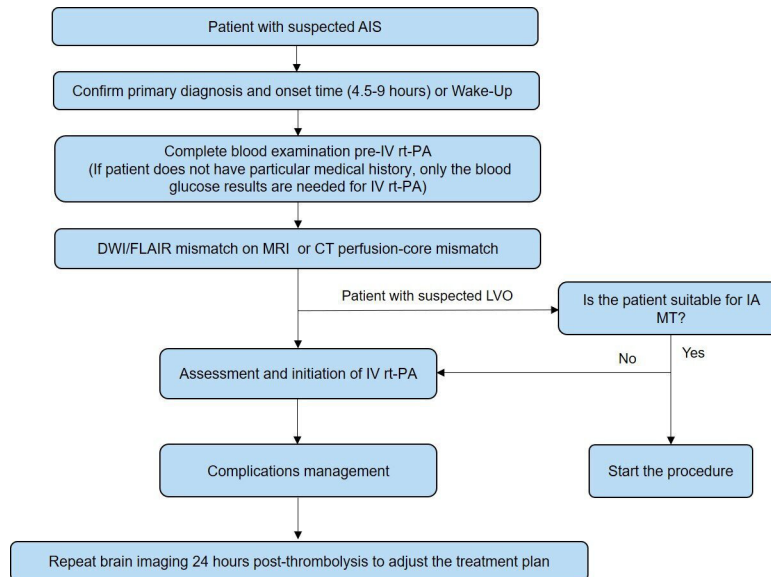 Patient with suspected AIS
Confirm primary diagnosis and onset time (4.5-9 hours) or Wake-Up
Complete blood examination pre-IV rt-PA
(If patient does not have particular medical history, only the blood
glucose results are needed for IV rt-PA)
DWI/FLAIR mismatch on MRI or CT perfusion-core mismatch
Patient with suspected LVO
Is the patient suitable for IA
MT?
No
Yes
Assessment and initiation of IV rt-PA
Complications management
Start the procedure
Repeat brain imaging 24 hours post-thrombolysis to adjust the treatment plan